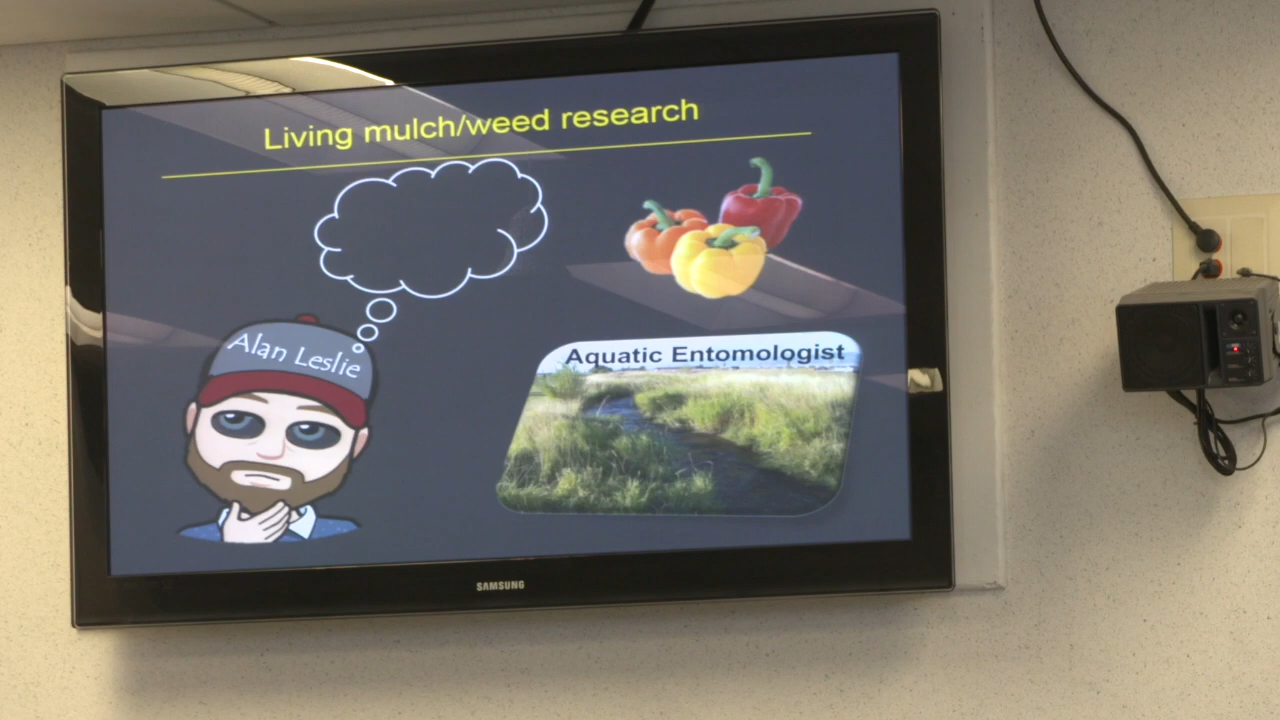 Living mulch/weed research
Alan Leslie
Aquatic Entomologist
SAMSUNG